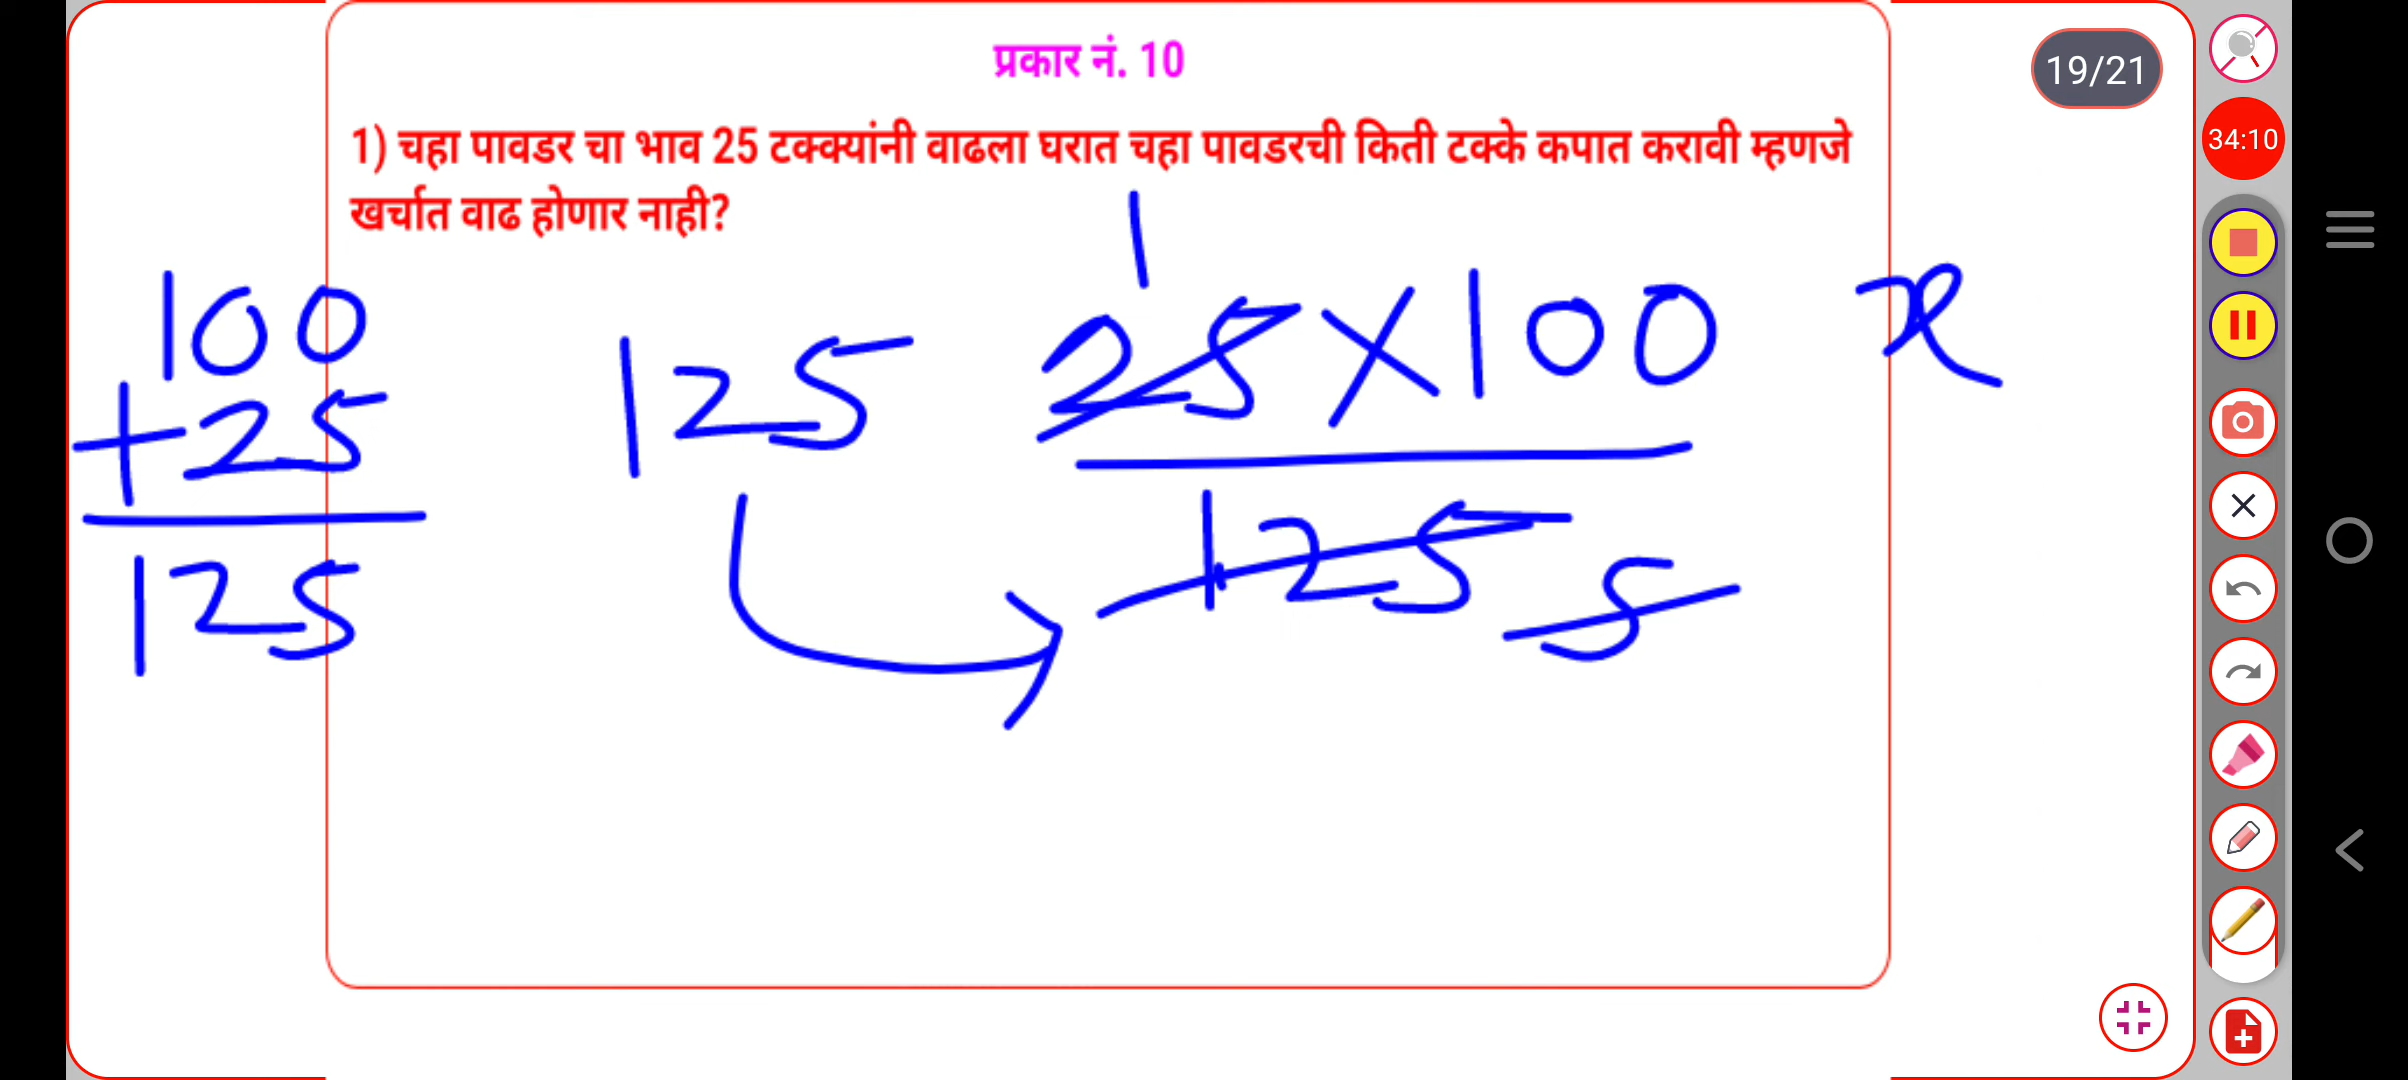 प्रकार नं. 10
19/21
34:10
1) चहा पावडर चा भाव 25 टक्क्यांनी वाढला घरात चहा पावडरची किती टक्के कपात करावी म्हणजे
खर्चात वाढ होणार नाही?
100
+25
125
125
1
25×100
125 5
x